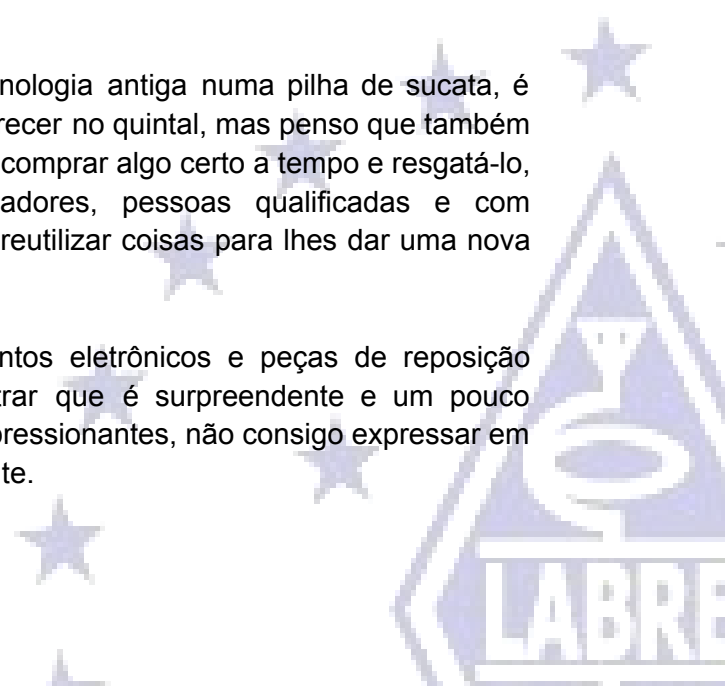 nologia antiga numa pilha de sucata, é
recer no quintal, mas penso que também
comprar algo certo a tempo e resgatá-lo,
adores, pessoas qualificadas e com
reutilizar coisas para lhes dar uma nova
ntos eletrônicos e peças de reposição
trar que é surpreendente e um pouco
pressionantes, não consigo expressar em
te.
LABRE